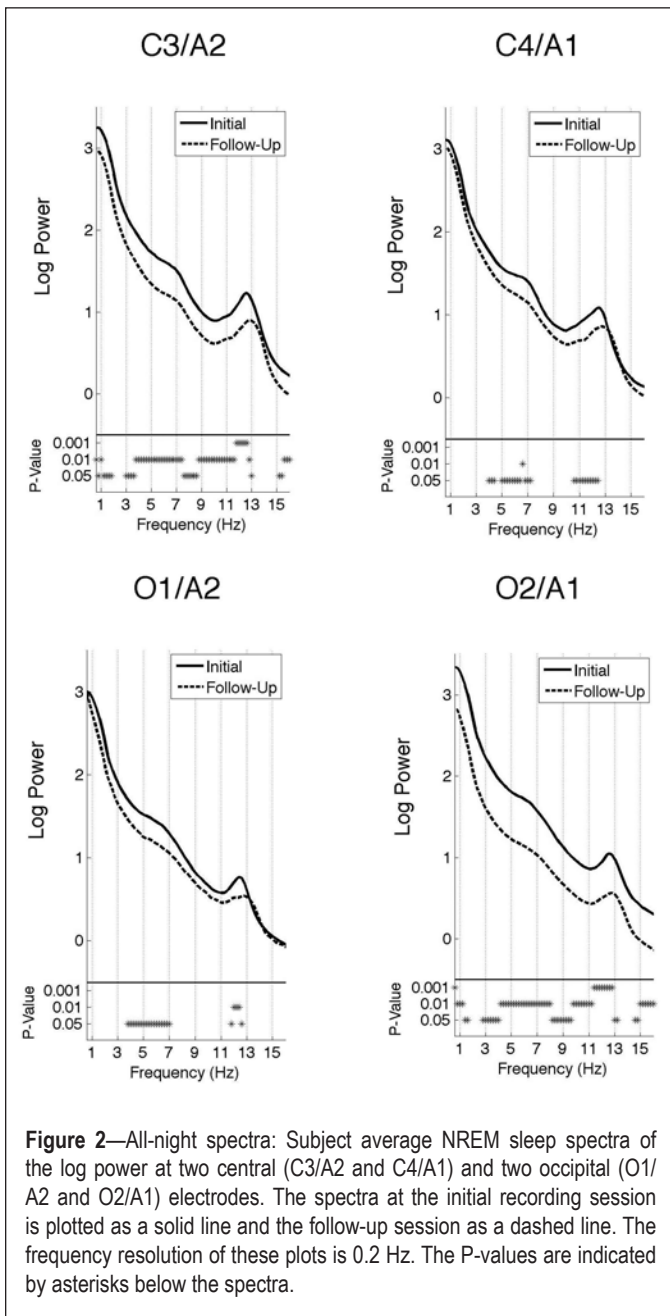 C3/A2
C4/A1
Initial
Follow-Up
3
2
1
0
Log Power
0.001
0.01
0.05
P-Value
1 3 5 7 9 11 13 15
Frequency (Hz)
Initial
Follow-Up
3
2
1
0
Log Power
0.001
0.01
0.05
P-Value
1 3 5 7 9 11 13 15
Frequency (Hz)
O1/A2
O2/A1
Initial
Follow-Up
3
2
1
0
Log Power
0.001
0.01
0.05
P-Value
1 3 5 7 9 11 13 15
Frequency (Hz)
Initial
Follow-Up
3
2
1
0
Log Power
0.001
0.01
0.05
P-Value
1 3 5 7 9 11 13 15
Frequency (Hz)
Figure 2—All-night spectra: Subject average NREM sleep spectra of
the log power at two central (C3/A2 and C4/A1) and two occipital (O1/
A2 and O2/A1) electrodes. The spectra at the initial recording session
is plotted as a solid line and the follow-up session as a dashed line. The
frequency resolution of these plots is 0.2 Hz. The P-values are indicated
by asterisks below the spectra.